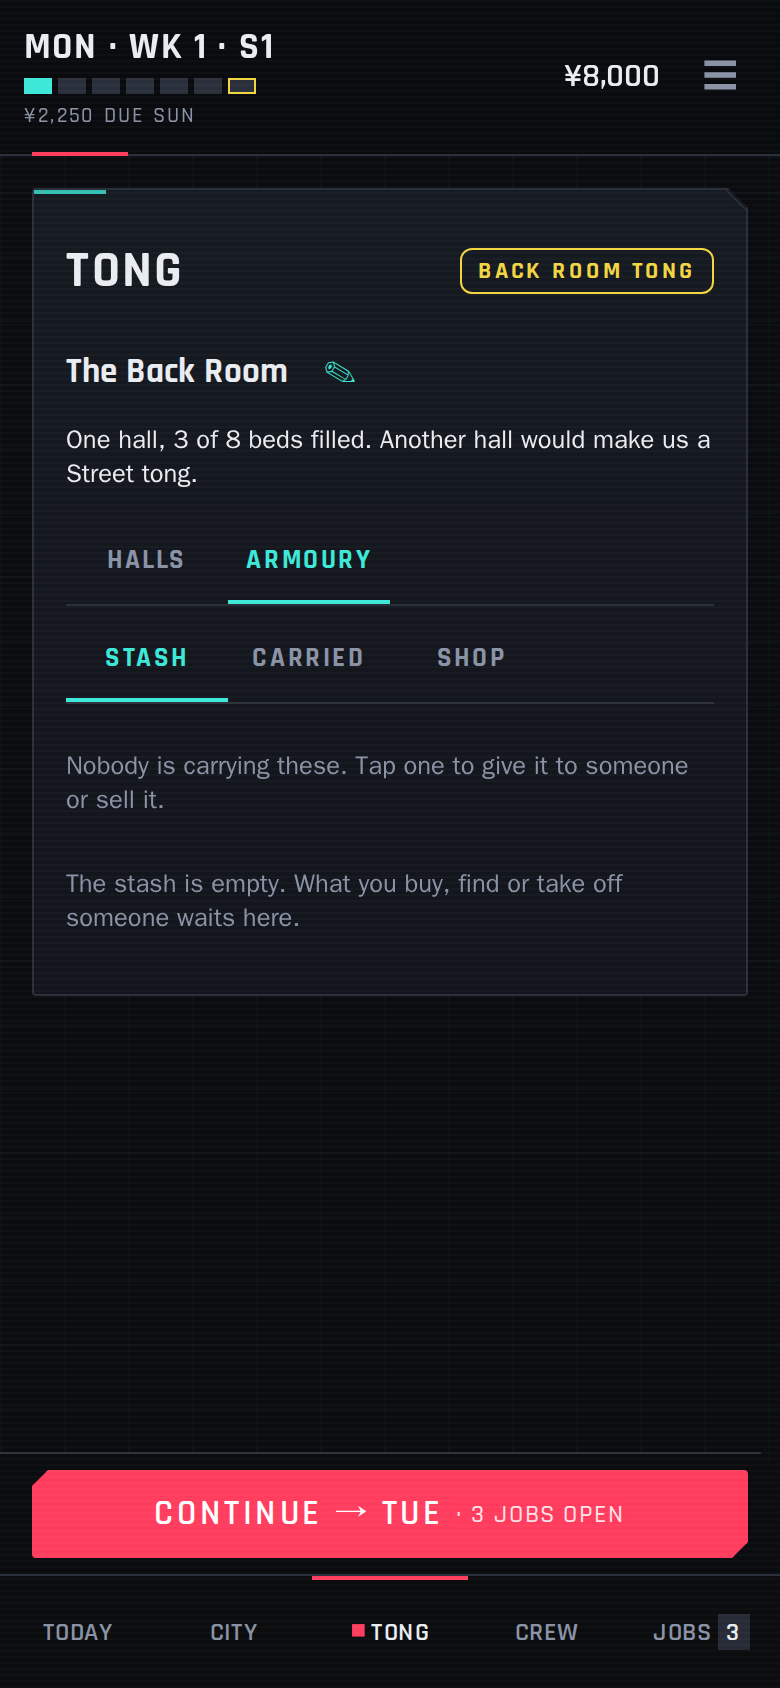 MON · WK 1 · S1
¥8,000
¥2,250 DUE SUN
TONG
BACK ROOM TONG
The Back Room
One hall, 3 of 8 beds filled. Another hall would make us a
Street tong.
HALLS
ARMOURY
STASH
CARRIED
SHOP
Nobody is carrying these. Tap one to give it to someone
or sell it.
The stash is empty. What you buy, find or take off
someone waits here.
CONTINUE → TUE · 3 JOBS OPEN
TODAY
CITY
TONG
CREW
JOBS 3